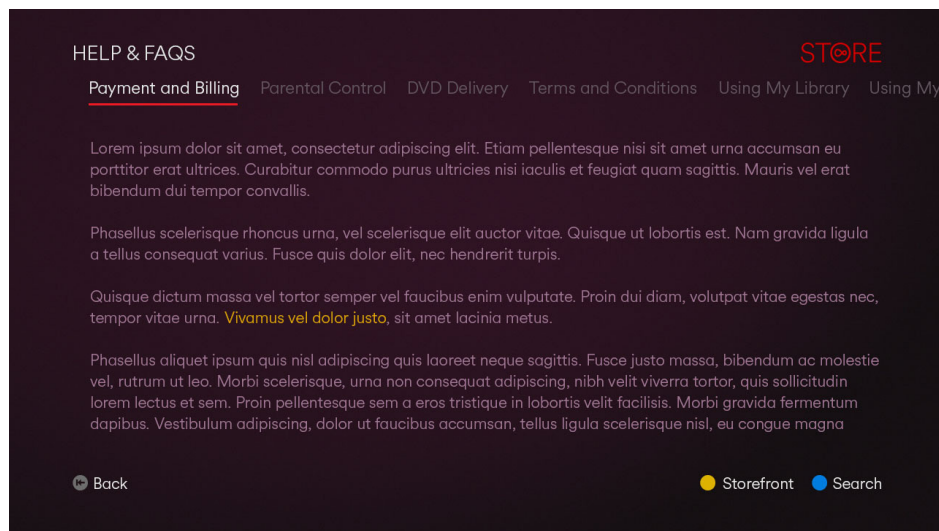 HELP & FAQS
STORE
Payment and Billing Parental Control DVD Delivery Terms and Conditions Using My Library Using My
Lorem ipsum dolor sit amet, consectetur adipiscing elit. Etiam pellentesque nisi sit amet urna accumsan eu
porttitor erat ultrices. Curabitur commodo purus ultricies nisi iaculis et feugiat quam sagittis. Mauris vel erat
bibendum dui tempor convallis.
Phasellus scelerisque rhoncus urna, vel scelerisque elit auctor vitae. Quisque ut lobortis est. Nam gravida ligula
a tellus consequat varius. Fusce quis dolor elit, nec hendrerit turpis.
Quisque dictum massa vel tortor semper vel faucibus enim vulputate. Proin dui diam, volutpat vitae egestas nec,
tempor vitae urna. Vivamus vel dolor justo, sit amet lacinia metus.
Phasellus aliquet ipsum quis nisl adipiscing quis laoreet neque sagittis. Fusce justo massa, bibendum ac molestie
vel, rutrum ut leo. Morbi scelerisque, urna non consequat adipiscing, nibh velit viverra tortor, quis sollicitudin
lorem lectus et sem. Proin pellentesque sem a eros tristique in lobortis velit facilisis. Morbi gravida fermentum
dapibus. Vestibulum adipiscing, dolor ut faucibus accumsan, tellus ligula scelerisque nisl, eu congue magna
Back
Storefront Search